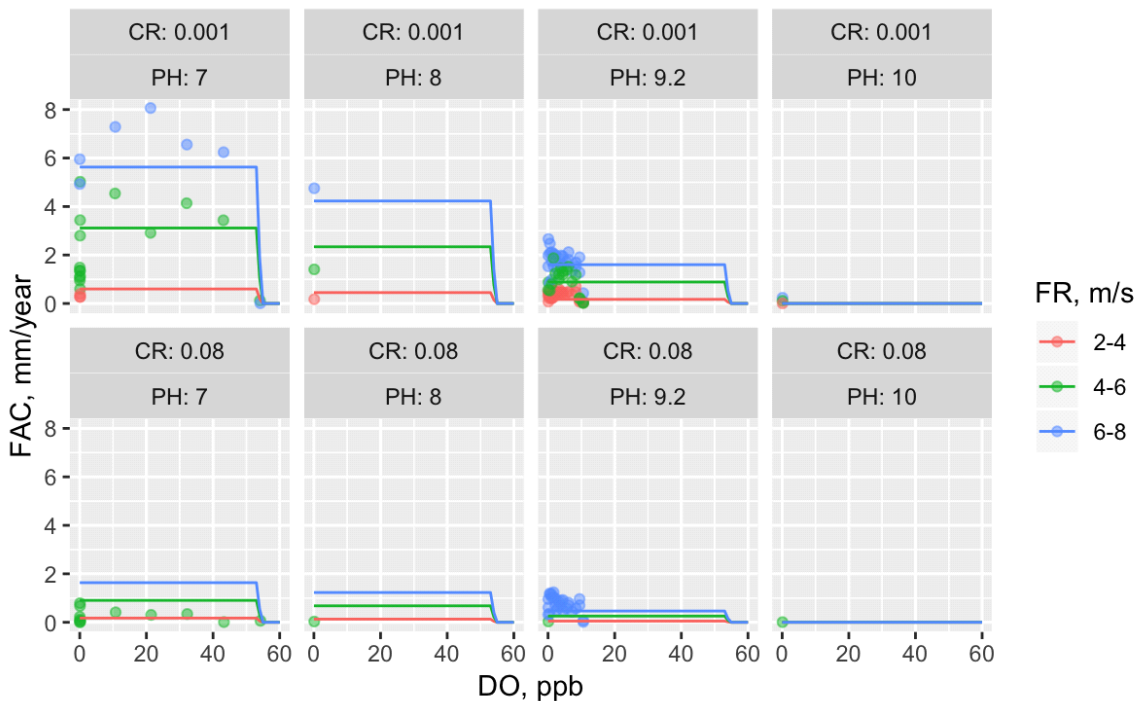 CR: 0.001 CR: 0.001 CR: 0.001 CR: 0.001
PH: 7 PH: 8 PH: 9.2 PH: 10
8
6
4
2
0
CR: 0.08 CR: 0.08 CR: 0.08 CR: 0.08
PH: 7 PH: 8 PH: 9.2 PH: 10
8
6
4
2
0
0 20 40 60 0 20 40 60 0 20 40 60 0 20 40 60
DO, ppb
FAC, mm/year
FR, m/s
2-4
4-6
6-8